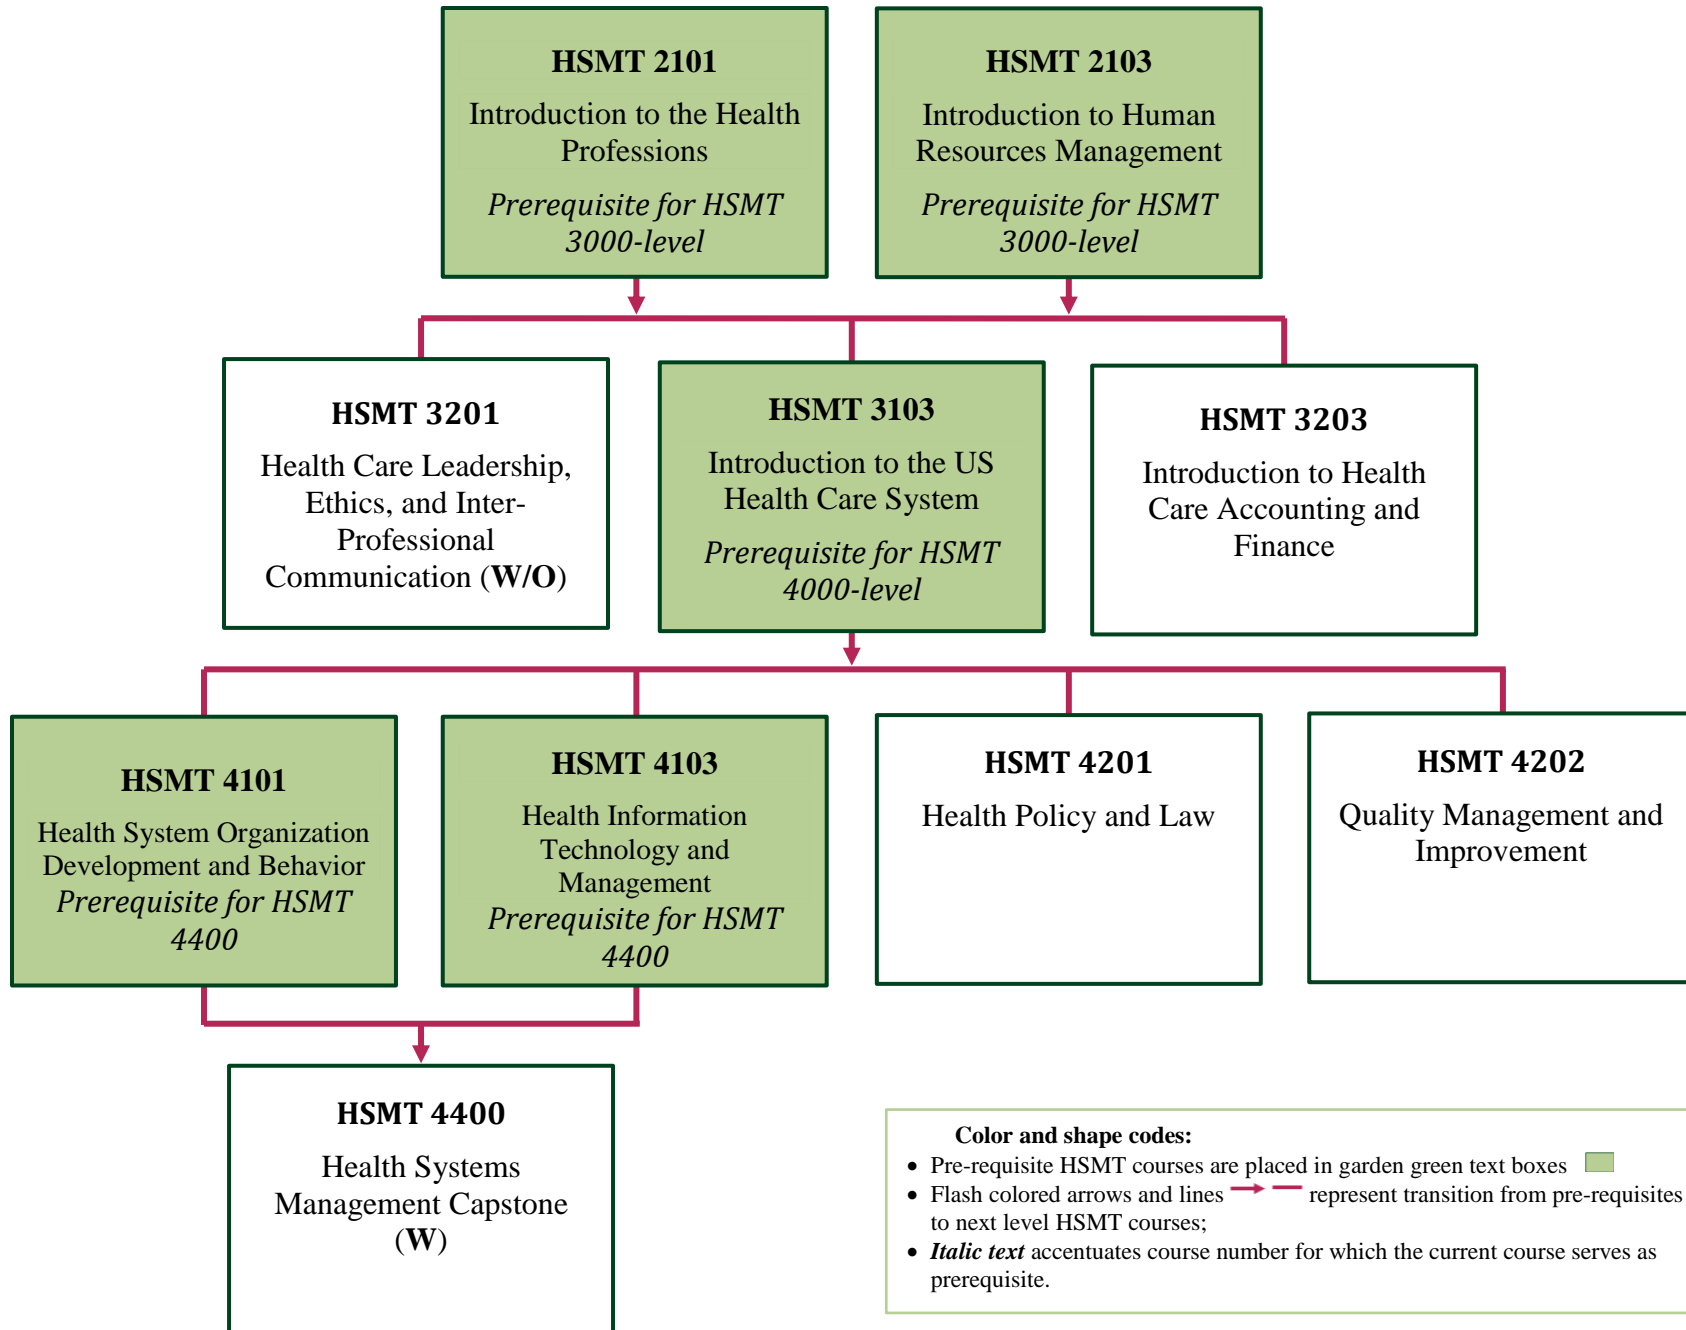 HSMT 2101
Introduction to the Health
Professions
Prerequisite for HSMT
3000-level
HSMT 2103
Introduction to Human
Resources Management
Prerequisite for HSMT
3000-level
HSMT 3201
Health Care Leadership,
Ethics, and Inter-
Professional
Communication (W/O)
HSMT 3103
Introduction to the US
Health Care System
Prerequisite for HSMT
4000-level
HSMT 3203
Introduction to Health
Care Accounting and
Finance
HSMT 4101
Health System Organization
Development and Behavior
Prerequisite for HSMT
4400
HSMT 4103
Health Information
Technology and
Management
Prerequisite for HSMT
4400
HSMT 4201
Health Policy and Law
HSMT 4202
Quality Management and
Improvement
HSMT 4400
Health Systems
Management Capstone
(W)
Color and shape codes:
• Pre-requisite HSMT courses are placed in garden green text boxes
• Flash colored arrows and lines represent transition from pre-requisites
to next level HSMT courses;
• Italic text accentuates course number for which the current course serves as
prerequisite.